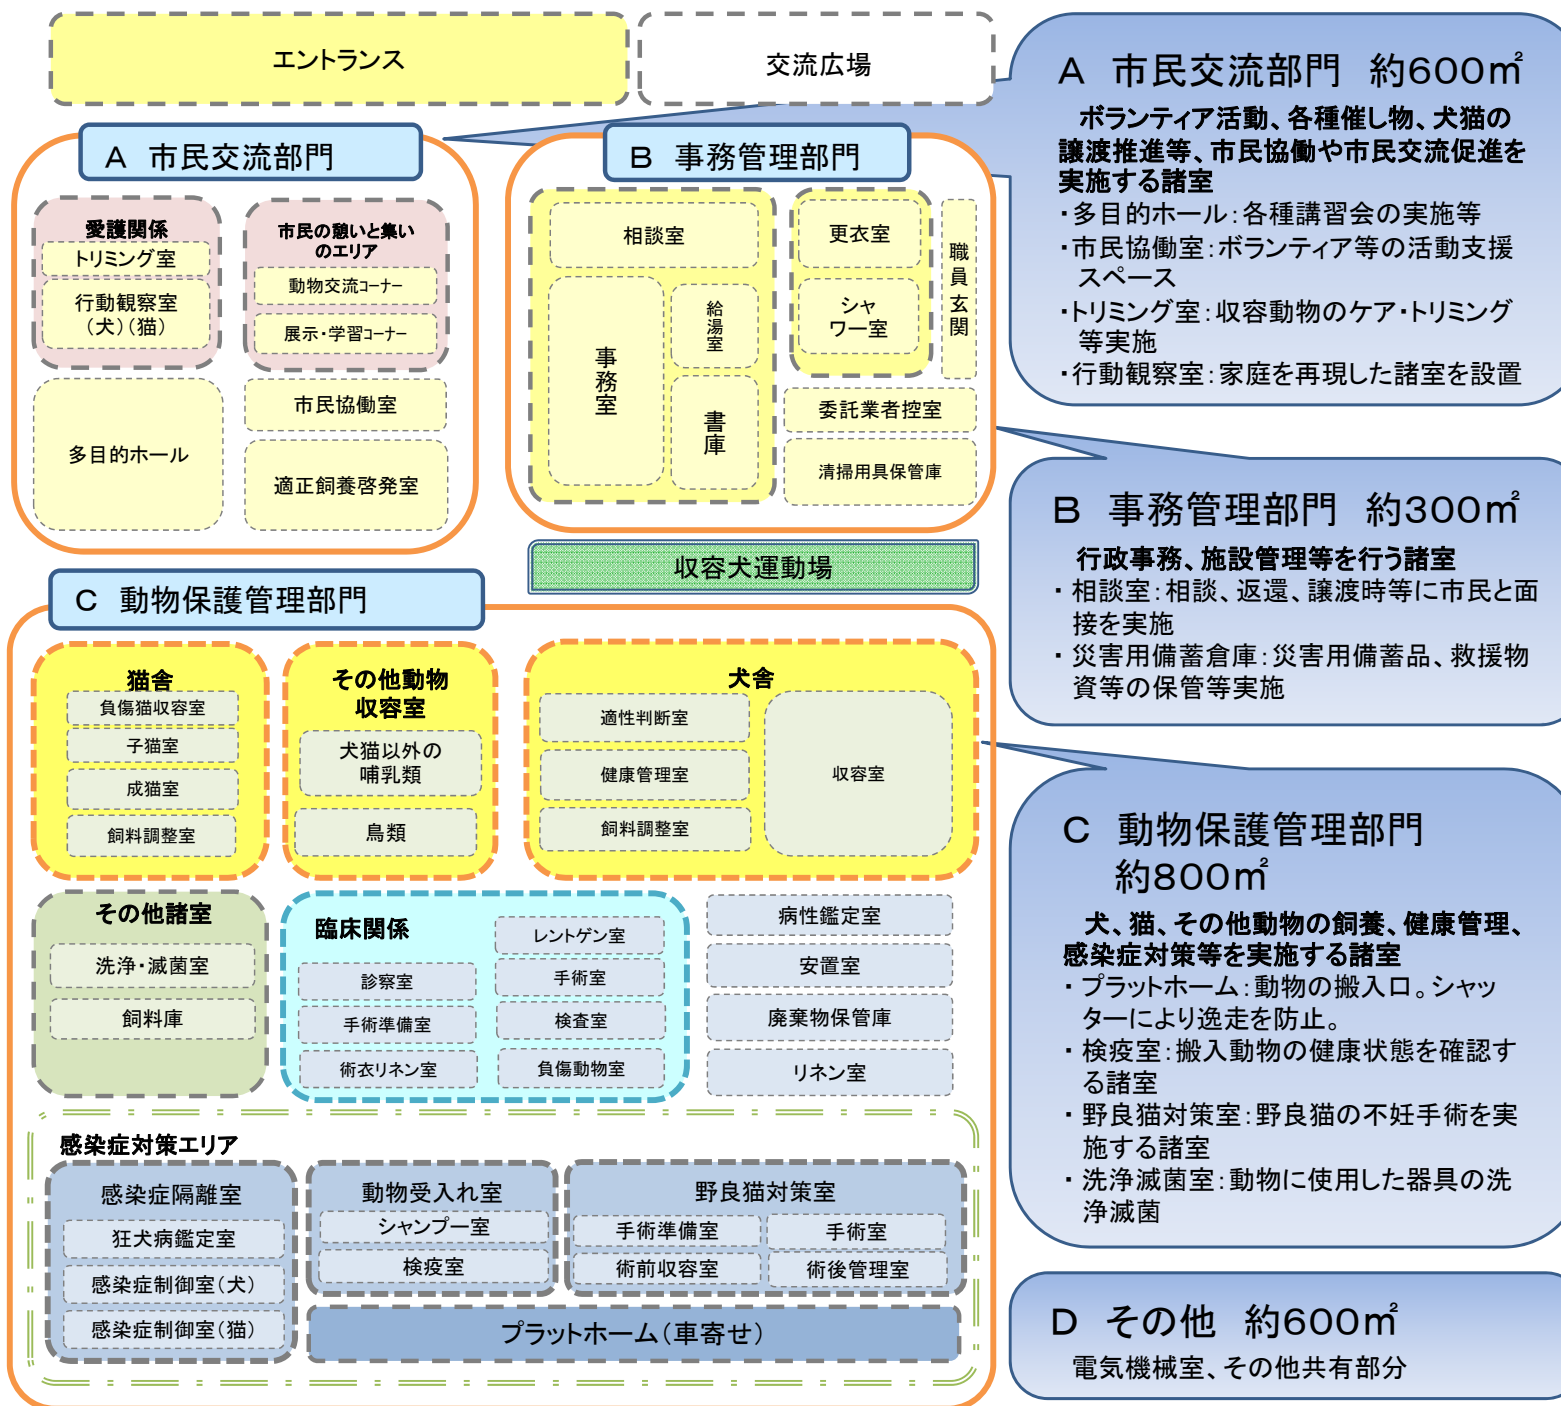 エントランス
交流広場
A 市民交流部門
愛護関係
トリミング室
行動観察室
(犬)(猫)
市民の憩いと集い
のエリア
動物交流コーナー
展示・学習コーナー
多目的ホール
市民協働室
適正飼養啓発室
B 事務管理部門
相談室
事務室
給湯室
書庫
更衣室
シャ
ワー室
職員玄関
委託業者控室
清掃用具保管庫
収容犬運動場
C 動物保護管理部門
猫舎
負傷猫収容室
子猫室
成猫室
飼料調整室
その他動物
収容室
犬猫以外の
哺乳類
鳥類
犬舎
適性判断室
健康管理室
飼料調整室
収容室
その他諸室
洗浄・滅菌室
飼料庫
臨床関係
診察室
手術準備室
術衣リネン室
レントゲン室
手術室
検査室
負傷動物室
病性鑑定室
安置室
廃棄物保管庫
リネン室
感染症対策エリア
感染症隔離室
狂犬病鑑定室
感染症制御室(犬)
感染症制御室(猫)
動物受入れ室
シャンプー室
検疫室
野良猫対策室
手術準備室
手術室
術前収容室
術後管理室
プラットホーム(車寄せ)
A 市民交流部門 約600㎡
ボランティア活動、各種催し物、犬猫の
譲渡推進等、市民協働や市民交流促進を
実施する諸室
・多目的ホール:各種講習会の実施等
・市民協働室:ボランティア等の活動支援
スペース
・トリミング室:収容動物のケア・トリミング
等実施
・行動観察室:家庭を再現した諸室を設置
B 事務管理部門 約300㎡
行政事務、施設管理等を行う諸室
・ 相談室:相談、返還、譲渡時等に市民と面
接を実施
・ 災害用備蓄倉庫:災害用備蓄品、救援物
資等の保管等実施
C 動物保護管理部門
約800㎡
犬、猫、その他動物の飼養、健康管理、
感染症対策等を実施する諸室
・ プラットホーム:動物の搬入口。シャッ
ターにより逸走を防止。
・ 検疫室:搬入動物の健康状態を確認す
る諸室
・ 野良猫対策室:野良猫の不妊手術を実
施する諸室
・ 洗浄滅菌室:動物に使用した器具の洗
浄滅菌
D その他 約600㎡
電気機械室、その他共有部分